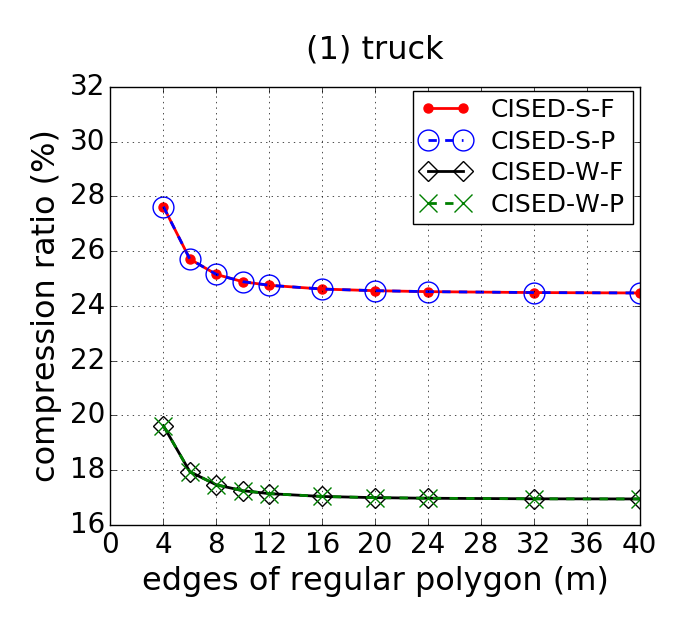 (1) truck
compression ratio (%)
32
30
28
26
24
22
20
18
16
CISED-S-F
CISED-S-P
CISED-W-F
CISED-W-P
0 4 8 12 16 20 24 28 32 36 40
edges of regular polygon (m)